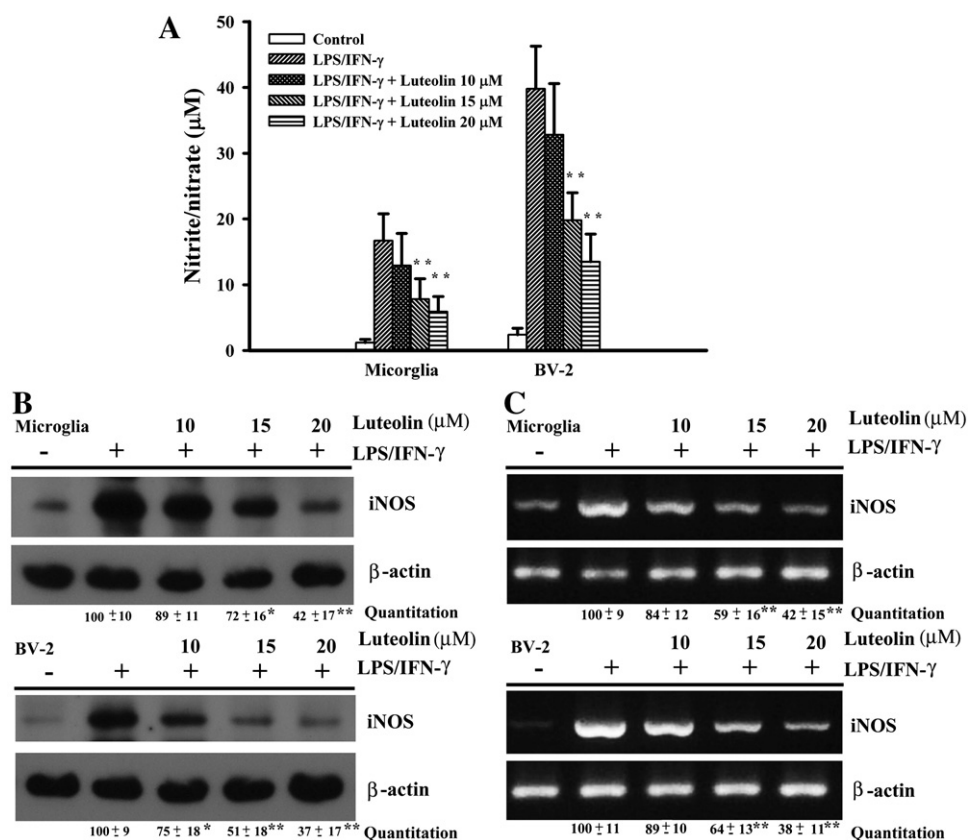 A
50
40
30
20
10
0
Nitrite/nitrate (μM)
Control
LPS/IFN-γ
LPS/IFN-γ + Luteolin 10 μM
LPS/IFN-γ + Luteolin 15 μM
LPS/IFN-γ + Luteolin 20 μM
** ** ** **
Micorglia BV-2
B
Microglia 10 15 20 Luteolin (μM)
- + + + + LPS/IFN-γ
iNOS
β-actin
100 ± 10 89 ± 11 72 ± 16* 42 ± 17** Quantitation
BV-2 10 15 20 Luteolin (μM)
- + + + + LPS/IFN-γ
iNOS
β-actin
100 ± 9 75 ± 18* 51 ± 18** 37 ± 17** Quantitation
C
Microglia 10 15 20 Luteolin (μM)
- + + + + LPS/IFN-γ
iNOS
β-actin
100 ± 9 84 ± 12 59 ± 16** 42 ± 15** Quantitation
BV-2 10 15 20 Luteolin (μM)
- + + + + LPS/IFN-γ
iNOS
β-actin
100 ± 11 89 ± 10 64 ± 13** 38 ± 11** Quantitation